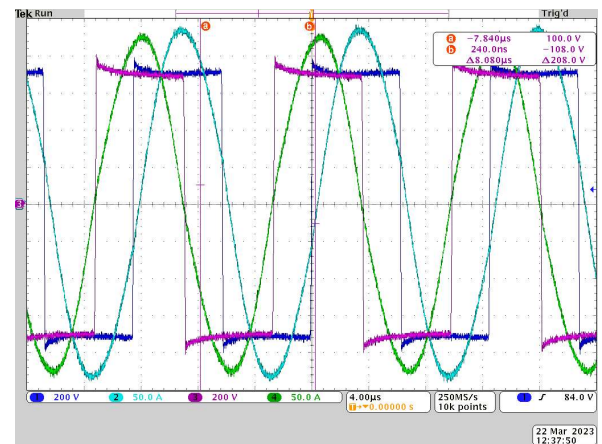 Tek Run Trig'd
a b
a −7.840µs 100.0 V
b 240.0ns −108.0 V
Δ8.080µs Δ208.0 V
3
1 200 V 2 50.0 A 3 200 V 4 50.0 A
4.00µs
T→▼0.00000 s
250MS/s
10k points
1 ∫ 84.0 V
22 Mar 2023
12:37:50